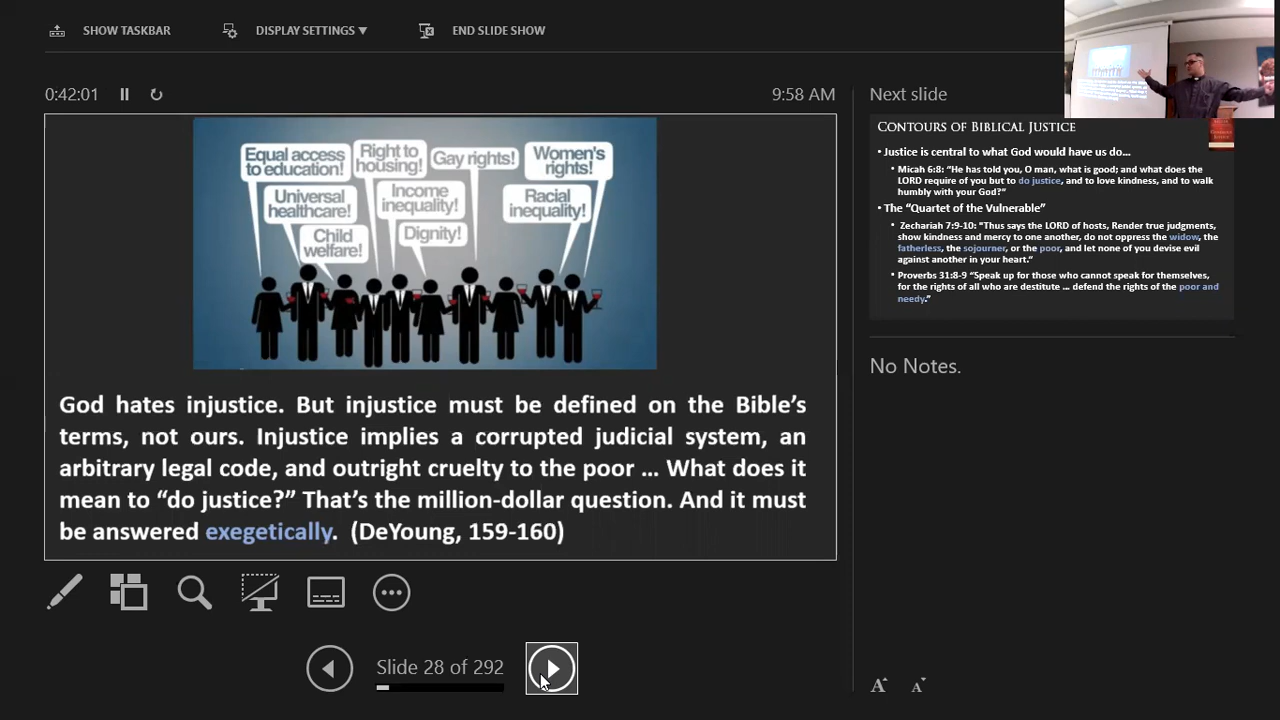 SHOW TASKBAR
DISPLAY SETTINGS ▾
END SLIDE SHOW
0:42:01
9:58 AM
Next slide
Equal access
to education!
Right to
housing!
Gay rights!
Women's
rights!
Universal
healthcare!
Income
inequality!
Racial
inequality!
Child
welfare!
Dignity!
God hates injustice. But injustice must be defined on the Bible's
terms, not ours. Injustice implies a corrupted judicial system, an
arbitrary legal code, and outright cruelty to the poor ... What does it
mean to “do justice?” That's the million-dollar question. And it must
be answered exegetically. (DeYoung, 159-160)
Slide 28 of 292
Contours of Biblical Justice
• Justice is central to what God would have us do...
• Micah 6:8: “He has told you, O man, what is good; and what does the
LORD require of you but to do justice, and to love kindness, and to walk
humbly with your God?”
• The “Quartet of the Vulnerable”
• Zechariah 7:9-10: “Thus says the LORD of hosts, Render true judgments,
show kindness and mercy to one another, do not oppress the widow, the
fatherless, the sojourner, or the poor, and let none of you devise evil
against another in your heart.”
• Proverbs 31:8-9 “Speak up for those who cannot speak for themselves,
for the rights of all who are destitute ... defend the rights of the poor and
needy.”
No Notes.
A A